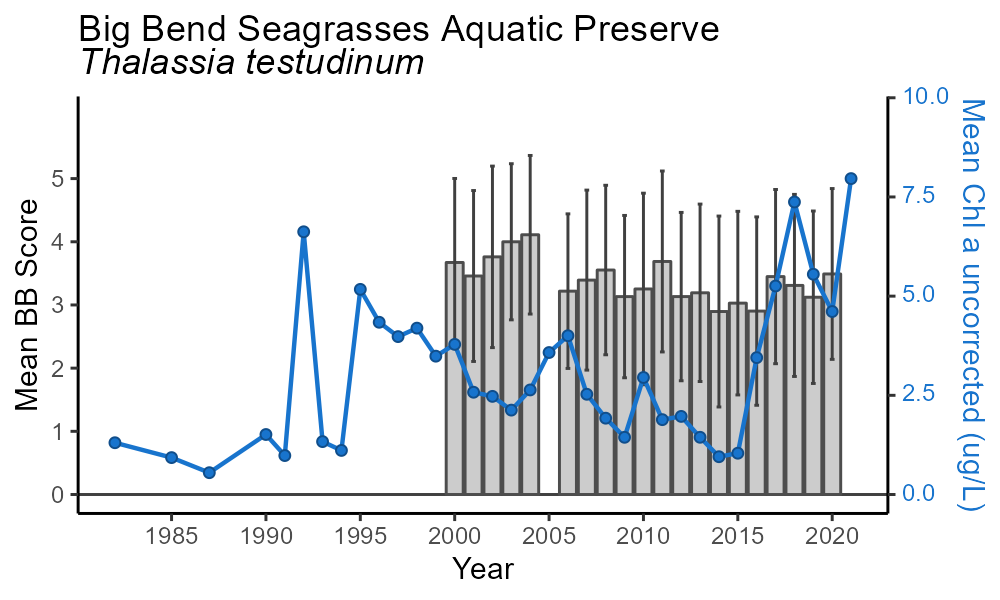 Big Bend Seagrasses Aquatic Preserve
Thalassia testudinum
Mean BB Score
5
4
3
2
1
0
10.0
7.5
5.0
2.5
0.0
Mean Chl a uncorrected (ug/L)
1985 1990 1995 2000 2005 2010 2015 2020
Year